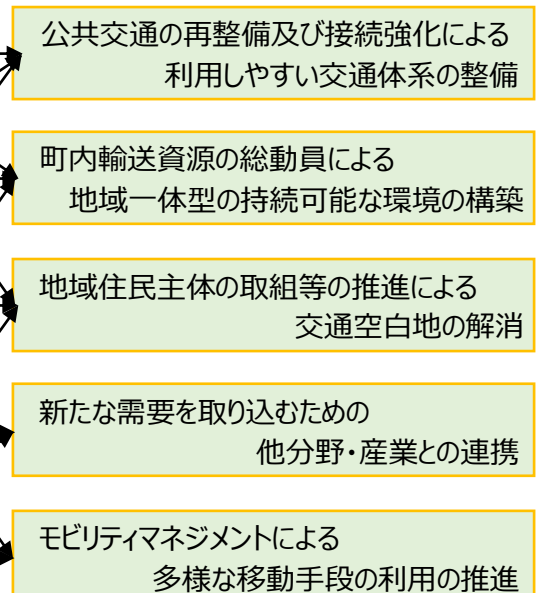 公共交通の再整備及び接続強化による
利用しやすい交通体系の整備
町内輸送資源の総動員による
地域一体型の持続可能な環境の構築
地域住民主体の取組等の推進による
交通空白地の解消
新たな需要を取り込むための
他分野・産業との連携
モビリティマネジメントによる
多様な移動手段の利用の推進